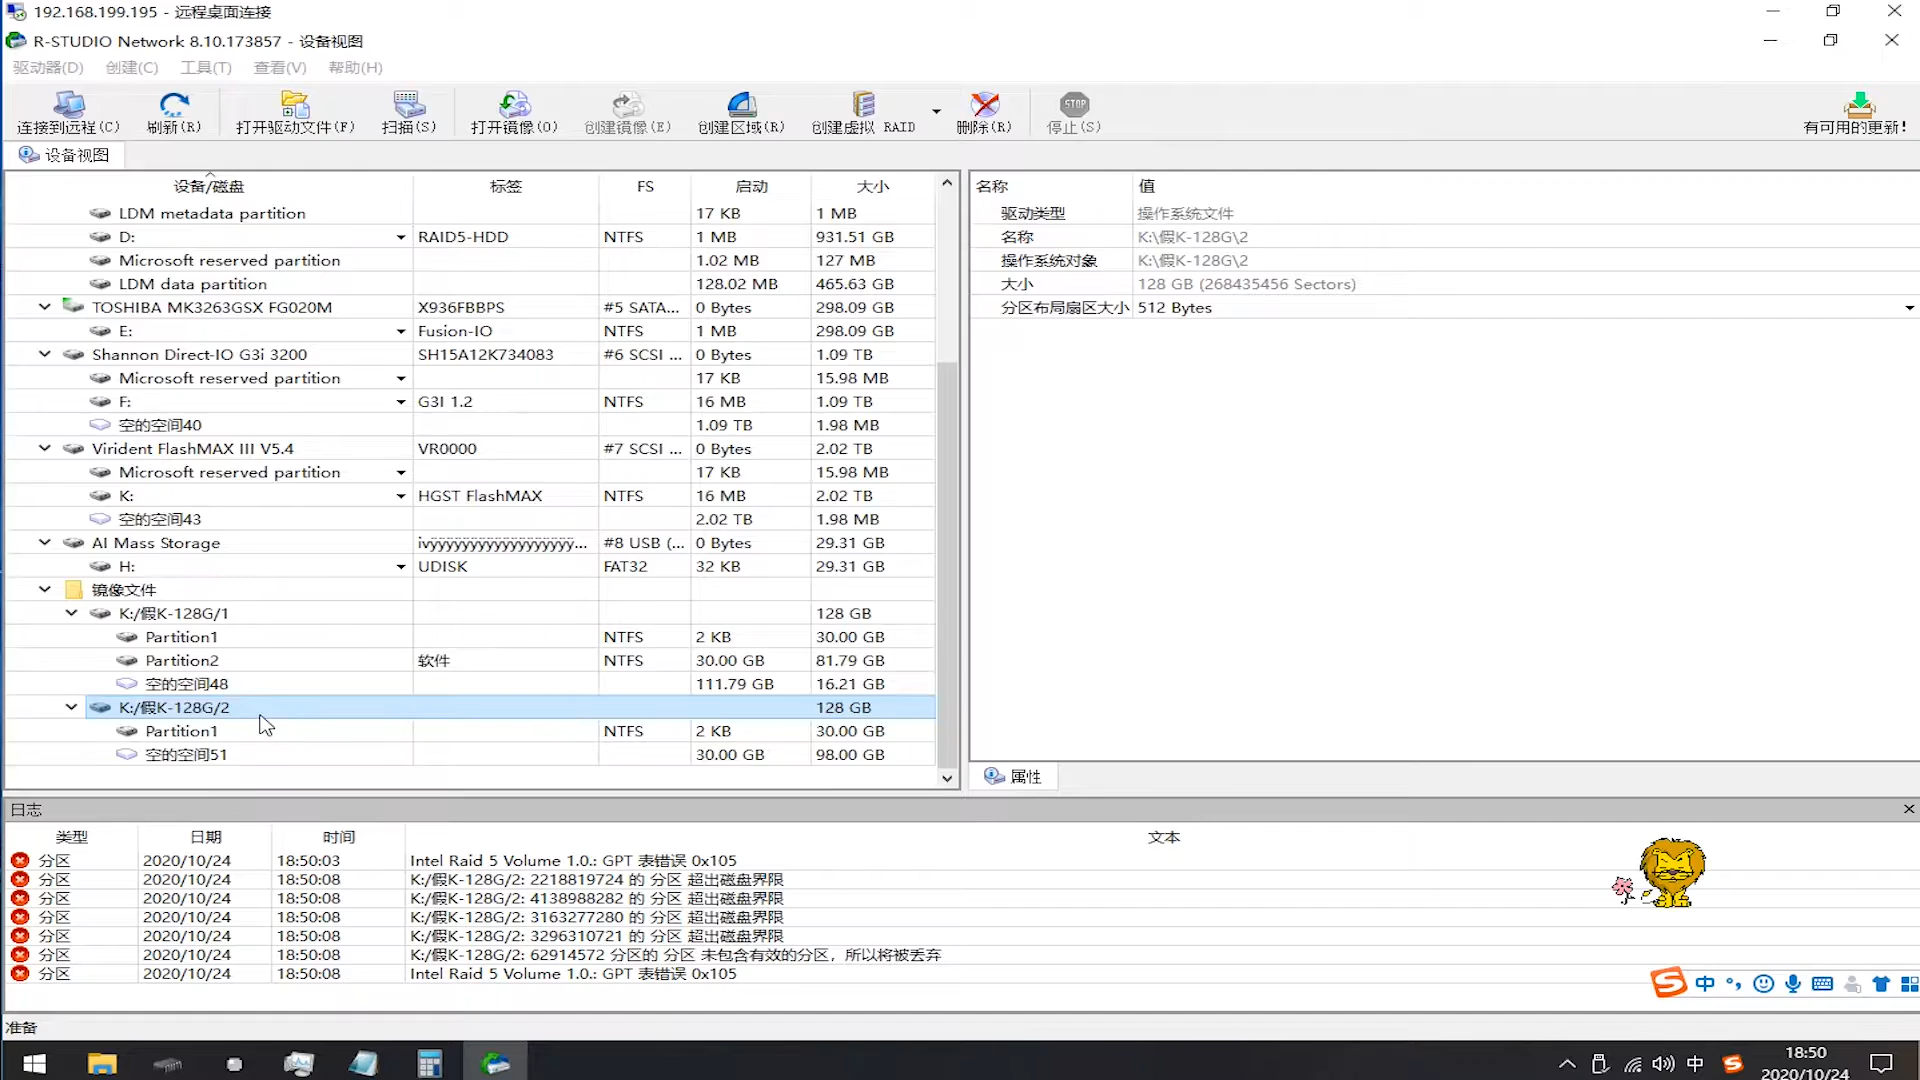 192.168.199.195 - 远程桌面连接
R-STUDIO Network 8.10.173857 - 设备视图
驱动器(D) 创建(C) 工具(T) 查看(V) 帮助(H)
连接到远程(C) 刷新(R) 打开驱动文件(F) 扫描(S) 打开镜像(O) 创建镜像(E) 创建区域(R) 创建虚拟 RAID 删除(R) STOP 停止(S) 有可用的更新!
设备视图
设备/磁盘 标签 FS 启动 大小
LDM metadata partition 17 KB 1 MB
D: RAID5-HDD NTFS 1 MB 931.51 GB
Microsoft reserved partition 1.02 MB 127 MB
LDM data partition 128.02 MB 465.63 GB
TOSHIBA MK3263GSX FG020M X936FBBPS #5 SATA... 0 Bytes 298.09 GB
E: Fusion-IO NTFS 1 MB 298.09 GB
Shannon Direct-IO G3i 3200 SH15A12K734083 #6 SCSI ... 0 Bytes 1.09 TB
Microsoft reserved partition 17 KB 15.98 MB
F: G3I 1.2 NTFS 16 MB 1.09 TB
空的空间40 1.09 TB 1.98 MB
Virident FlashMAX III V5.4 VR0000 #7 SCSI ... 0 Bytes 2.02 TB
Microsoft reserved partition 17 KB 15.98 MB
K: HGST FlashMAX NTFS 16 MB 2.02 TB
空的空间43 2.02 TB 1.98 MB
AI Mass Storage ivÿÿÿÿÿÿÿÿÿÿÿÿÿÿÿÿÿ... #8 USB (... 0 Bytes 29.31 GB
H: UDISK FAT32 32 KB 29.31 GB
镜像文件
K:/假K-128G/1 128 GB
Partition1 NTFS 2 KB 30.00 GB
Partition2 软件 NTFS 30.00 GB 81.79 GB
空的空间48 111.79 GB 16.21 GB
K:/假K-128G/2 128 GB
Partition1 NTFS 2 KB 30.00 GB
空的空间51 30.00 GB 98.00 GB
名称 值
驱动类型 操作系统文件
名称 K:\假K-128G\2
操作系统对象 K:\假K-128G\2
大小 128 GB (268435456 Sectors)
分区布局扇区大小 512 Bytes
属性
日志
类型 日期 时间 文本
分区 2020/10/24 18:50:03 Intel Raid 5 Volume 1.0.: GPT 表错误 0x105
分区 2020/10/24 18:50:08 K:/假K-128G/2: 2218819724 的 分区 超出磁盘界限
分区 2020/10/24 18:50:08 K:/假K-128G/2: 4138988282 的 分区 超出磁盘界限
分区 2020/10/24 18:50:08 K:/假K-128G/2: 3163277280 的 分区 超出磁盘界限
分区 2020/10/24 18:50:08 K:/假K-128G/2: 3296310721 的 分区 超出磁盘界限
分区 2020/10/24 18:50:08 K:/假K-128G/2: 62914572 分区的 分区 未包含有效的分区，所以将被丢弃
分区 2020/10/24 18:50:08 Intel Raid 5 Volume 1.0.: GPT 表错误 0x105
S 中
准备
中 S 18:50
2020/10/24